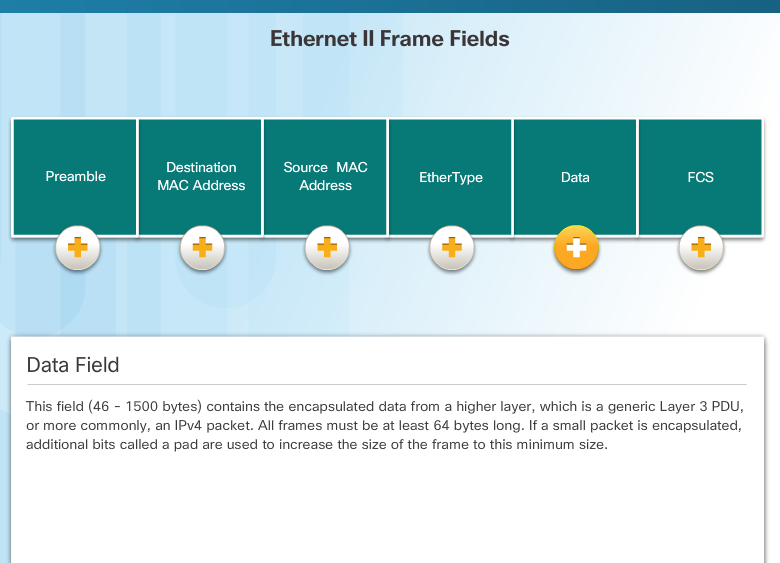 Ethernet II Frame Fields
Preamble
Destination
MAC Address
Source MAC
Address
EtherType
Data
FCS
Data Field
This field (46 – 1500 bytes) contains the encapsulated data from a higher layer, which is a generic Layer 3 PDU,
or more commonly, an IPv4 packet. All frames must be at least 64 bytes long. If a small packet is encapsulated,
additional bits called a pad are used to increase the size of the frame to this minimum size.